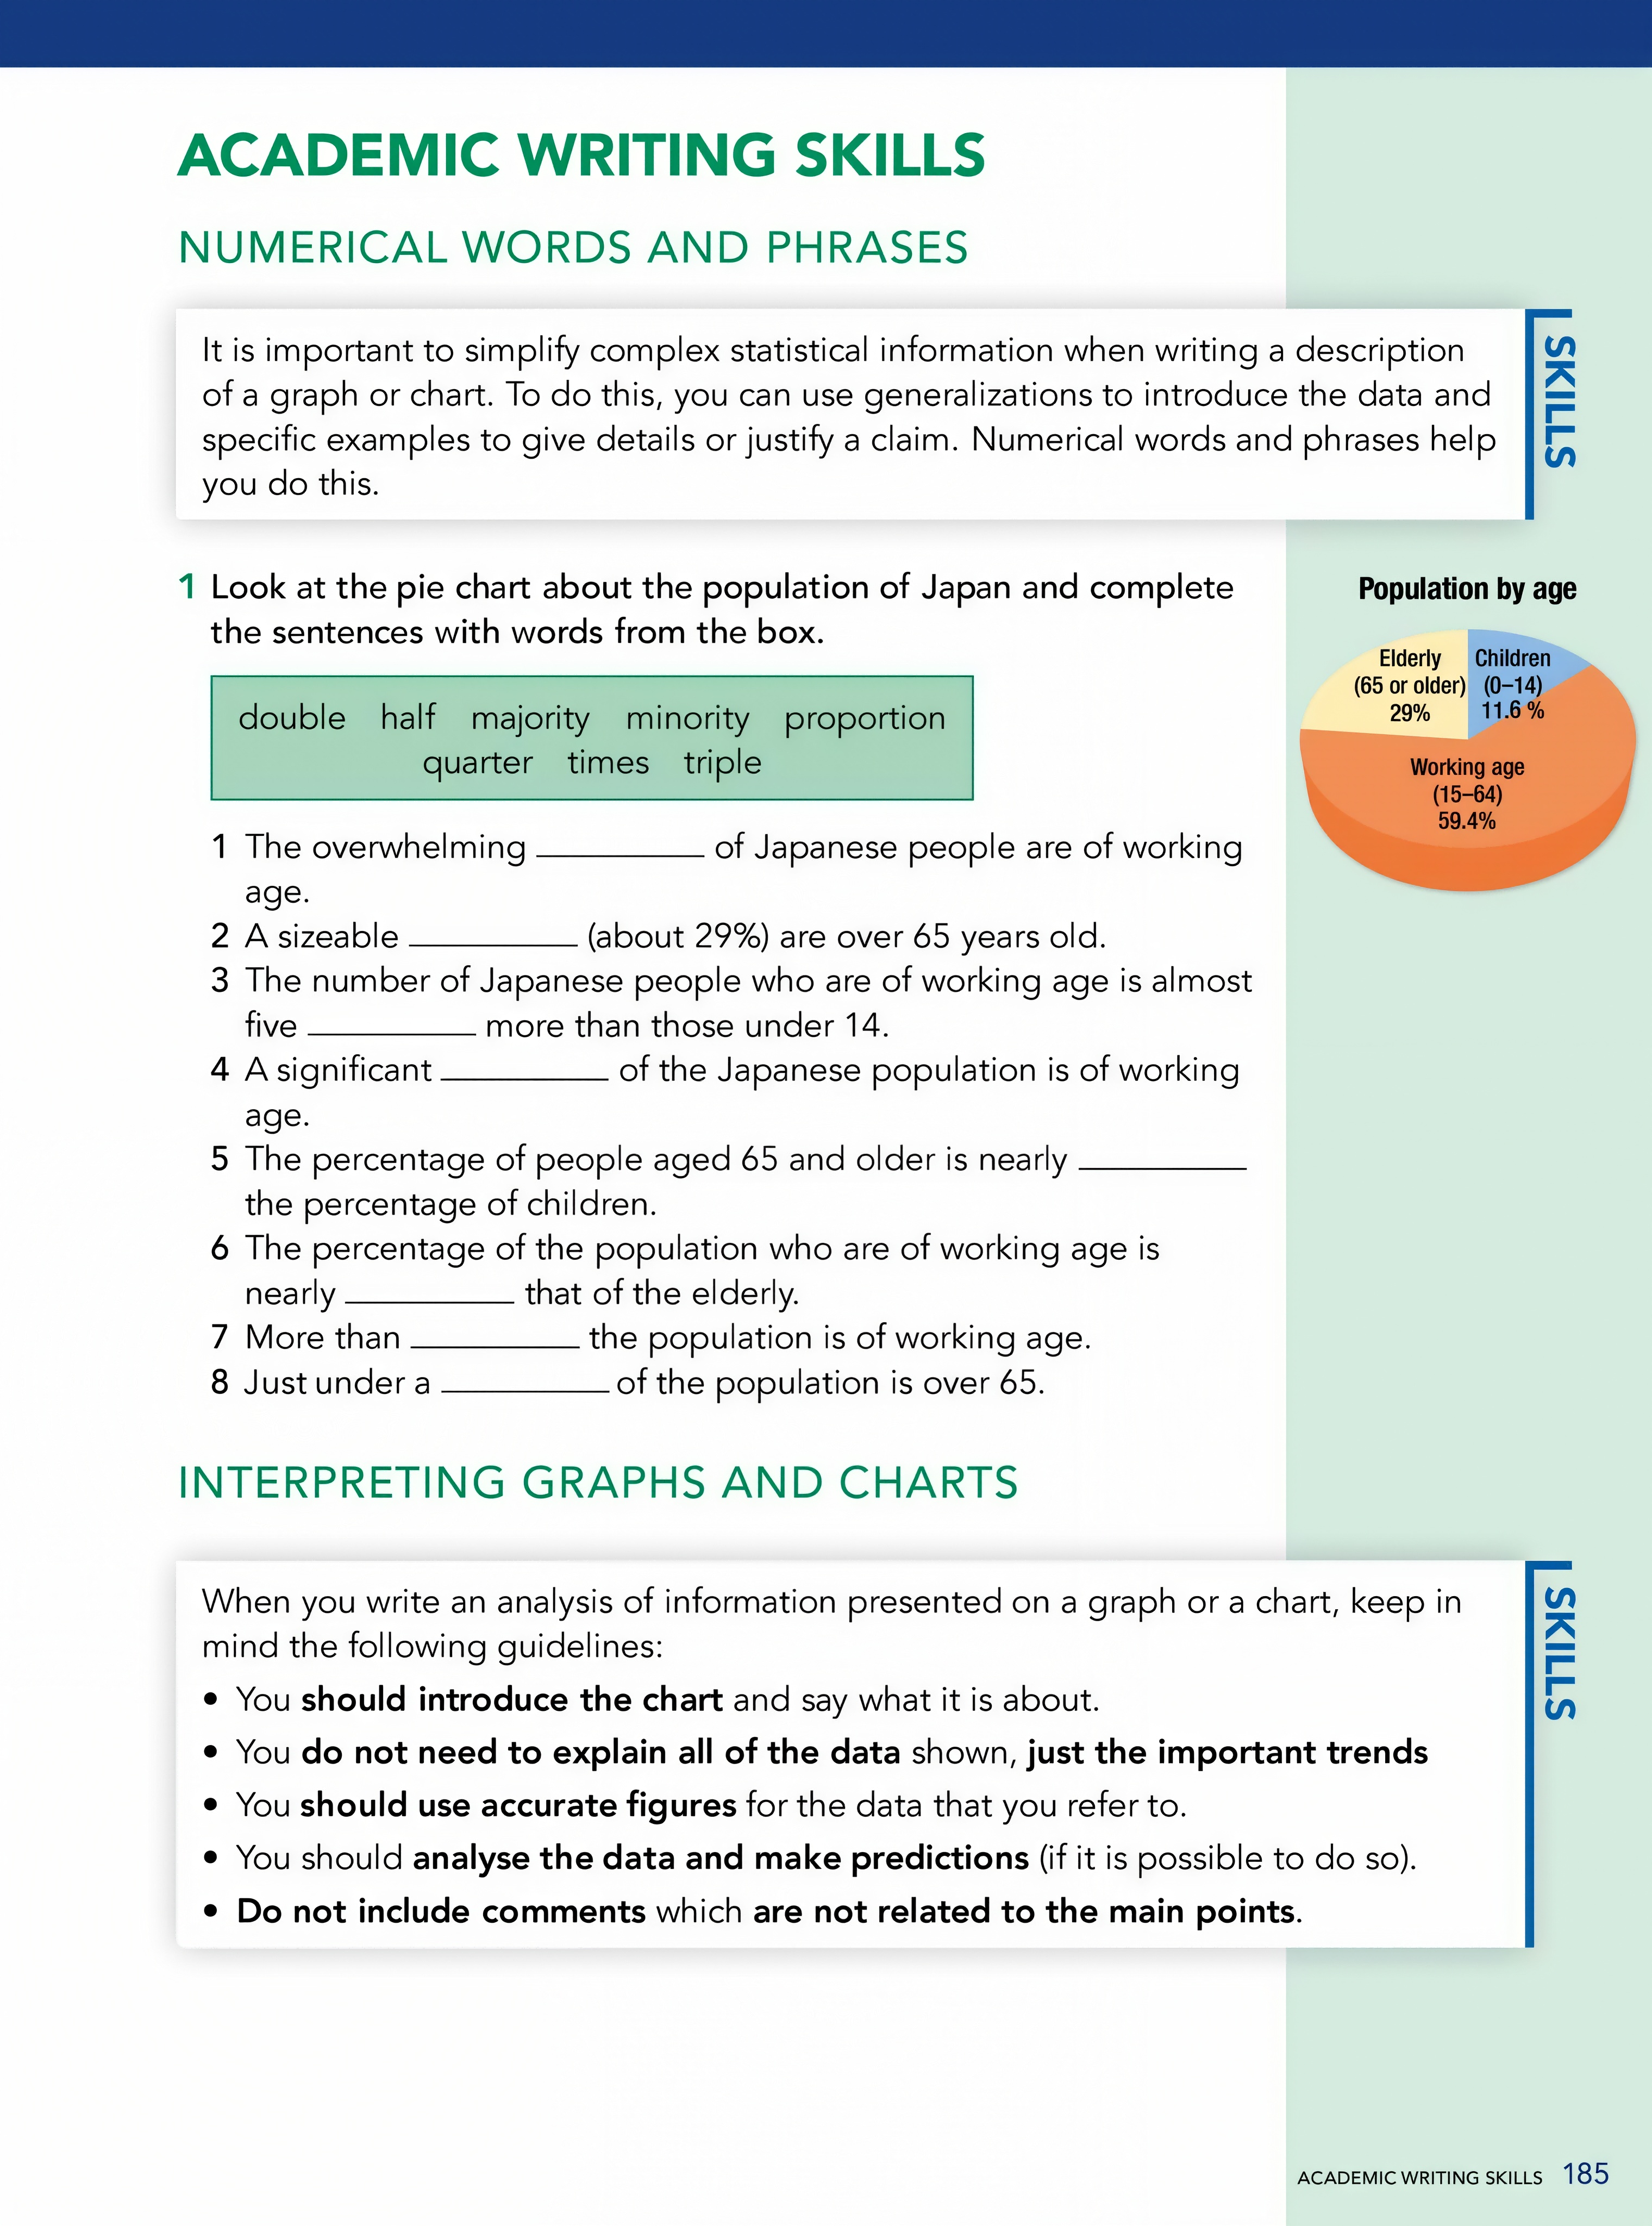 ACADEMIC WRITING SKILLS
NUMERICAL WORDS AND PHRASES
It is important to simplify complex statistical information when writing a description
of a graph or chart. To do this, you can use generalizations to introduce the data and
specific examples to give details or justify a claim. Numerical words and phrases help
you do this.
SKILLS
1 Look at the pie chart about the population of Japan and complete
the sentences with words from the box.
double half majority minority proportion
quarter times triple
1 The overwhelming __________ of Japanese people are of working
age.
2 A sizeable __________ (about 29%) are over 65 years old.
3 The number of Japanese people who are of working age is almost
five __________ more than those under 14.
4 A significant __________ of the Japanese population is of working
age.
5 The percentage of people aged 65 and older is nearly __________
the percentage of children.
6 The percentage of the population who are of working age is
nearly __________ that of the elderly.
7 More than __________ the population is of working age.
8 Just under a __________ of the population is over 65.
Population by age
Elderly
(65 or older)
29%
Children
(0–14)
11.6 %
Working age
(15–64)
59.4%
INTERPRETING GRAPHS AND CHARTS
When you write an analysis of information presented on a graph or a chart, keep in
mind the following guidelines:
• You should introduce the chart and say what it is about.
• You do not need to explain all of the data shown, just the important trends
• You should use accurate figures for the data that you refer to.
• You should analyse the data and make predictions (if it is possible to do so).
• Do not include comments which are not related to the main points.
SKILLS
ACADEMIC WRITING SKILLS 185